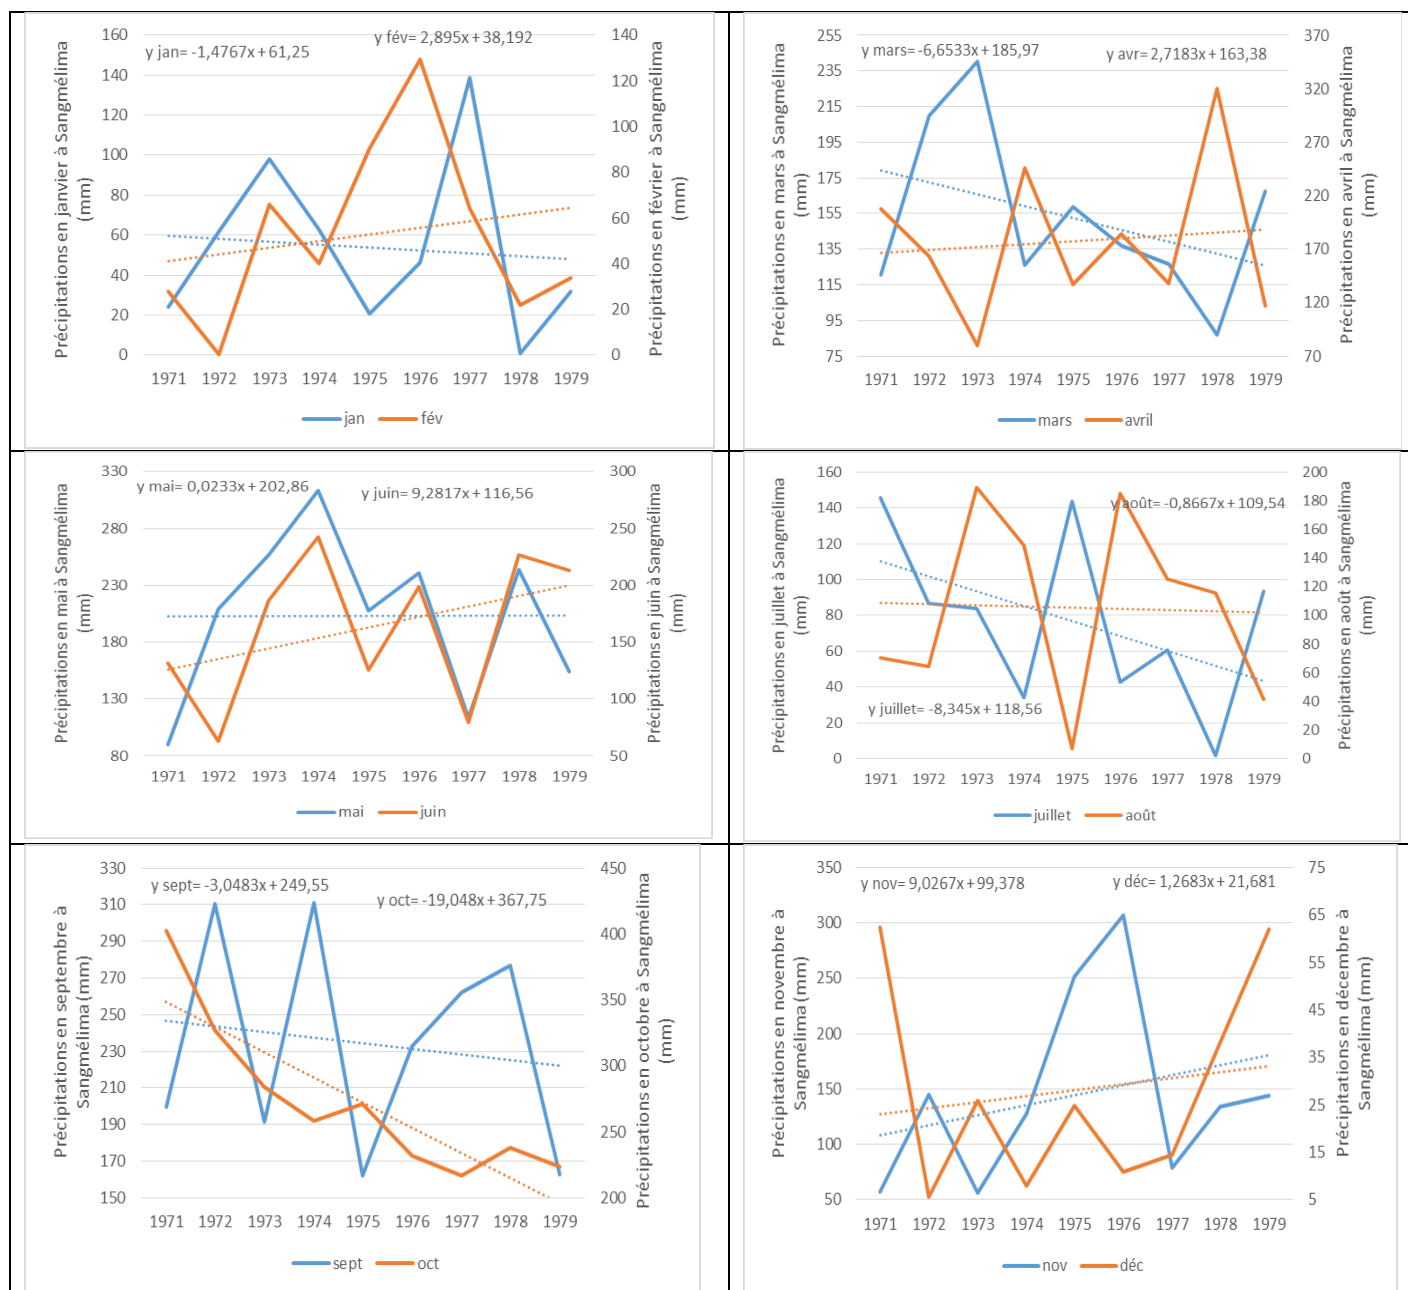 y jan= -1,4767x + 61,25
y fév= 2,895x + 38,192
Précipitations en janvier à Sangmélima
(mm)
160
140
120
100
80
60
40
20
0
140
120
100
80
60
40
20
0
Précipitations en février à Sangmélima
(mm)
1971 1972 1973 1974 1975 1976 1977 1978 1979
jan fév
y mars= -6,6533x + 185,97
y avr= 2,7183x + 163,38
Précipitations en mars à Sangmélima
(mm)
255
235
215
195
175
155
135
115
95
75
370
320
270
220
170
120
70
Précipitations en avril à Sangmélima
(mm)
1971 1972 1973 1974 1975 1976 1977 1978 1979
mars avril
y mai= 0,0233x + 202,86
y juin= 9,2817x + 116,56
Précipitations en mai à Sangmélima
(mm)
330
280
230
180
130
80
300
250
200
150
100
50
Précipitations en juin à Sangmélima
(mm)
1971 1972 1973 1974 1975 1976 1977 1978 1979
mai juin
y août= -0,8667x + 109,54
y juillet= -8,345x + 118,56
Précipitations en juillet à Sangmélima
(mm)
160
140
120
100
80
60
40
20
0
200
180
160
140
120
100
80
60
40
20
0
Précipitations en août à Sangmélima
(mm)
1971 1972 1973 1974 1975 1976 1977 1978 1979
juillet août
y sept= -3,0483x + 249,55
y oct= -19,048x + 367,75
Précipitations en septembre à
Sangmélima (mm)
330
310
290
270
250
230
210
190
170
150
450
400
350
300
250
200
Précipitations en octobre à Sangmélima
(mm)
1971 1972 1973 1974 1975 1976 1977 1978 1979
sept oct
y nov= 9,0267x + 99,378
y déc= 1,2683x + 21,681
Précipitations en novembre à
Sangmélima (mm)
350
300
250
200
150
100
50
75
65
55
45
35
25
15
5
Précipitations en décembre à
Sangmélima (mm)
1971 1972 1973 1974 1975 1976 1977 1978 1979
nov déc